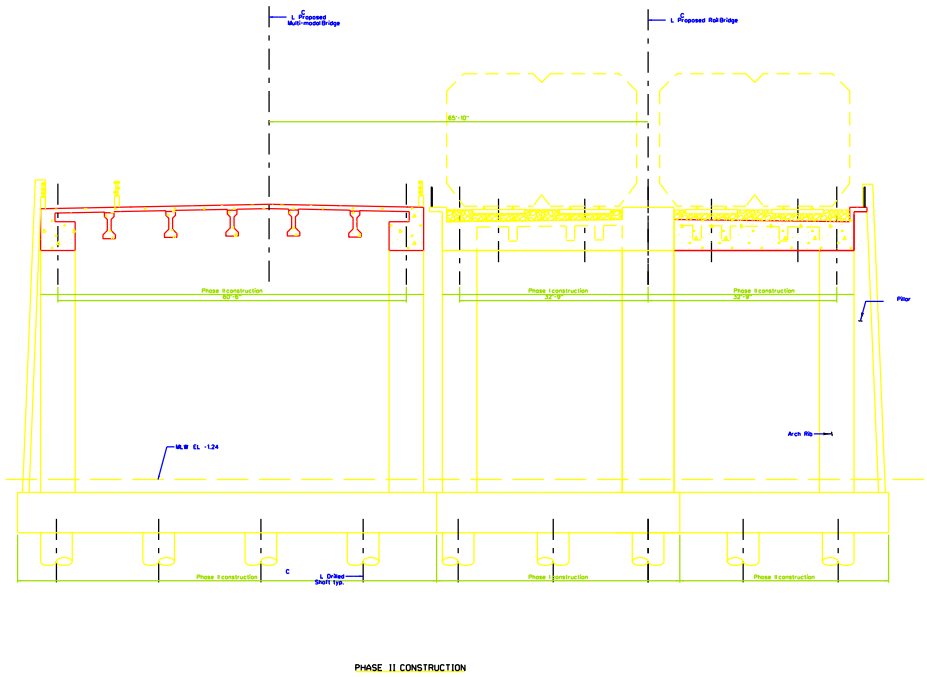 C
L Proposed
Multi-modal Bridge
C
L Proposed Rail Bridge
65'-10"
Phase II construction
60'-6"
Phase I construction
32'-9"
Phase II construction
32'-9"
Pillar
Arch Rib
MLW EL -1.24
Phase II construction
C
L Drilled
Shaft typ.
Phase I construction
Phase II construction
PHASE II CONSTRUCTION